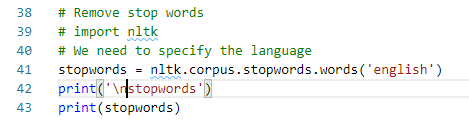 38 # Remove stop words
39 # import nltk
40 # We need to specify the language
41 stopwords = nltk.corpus.stopwords.words('english')
42 print('\nstopwords')
43 print(stopwords)